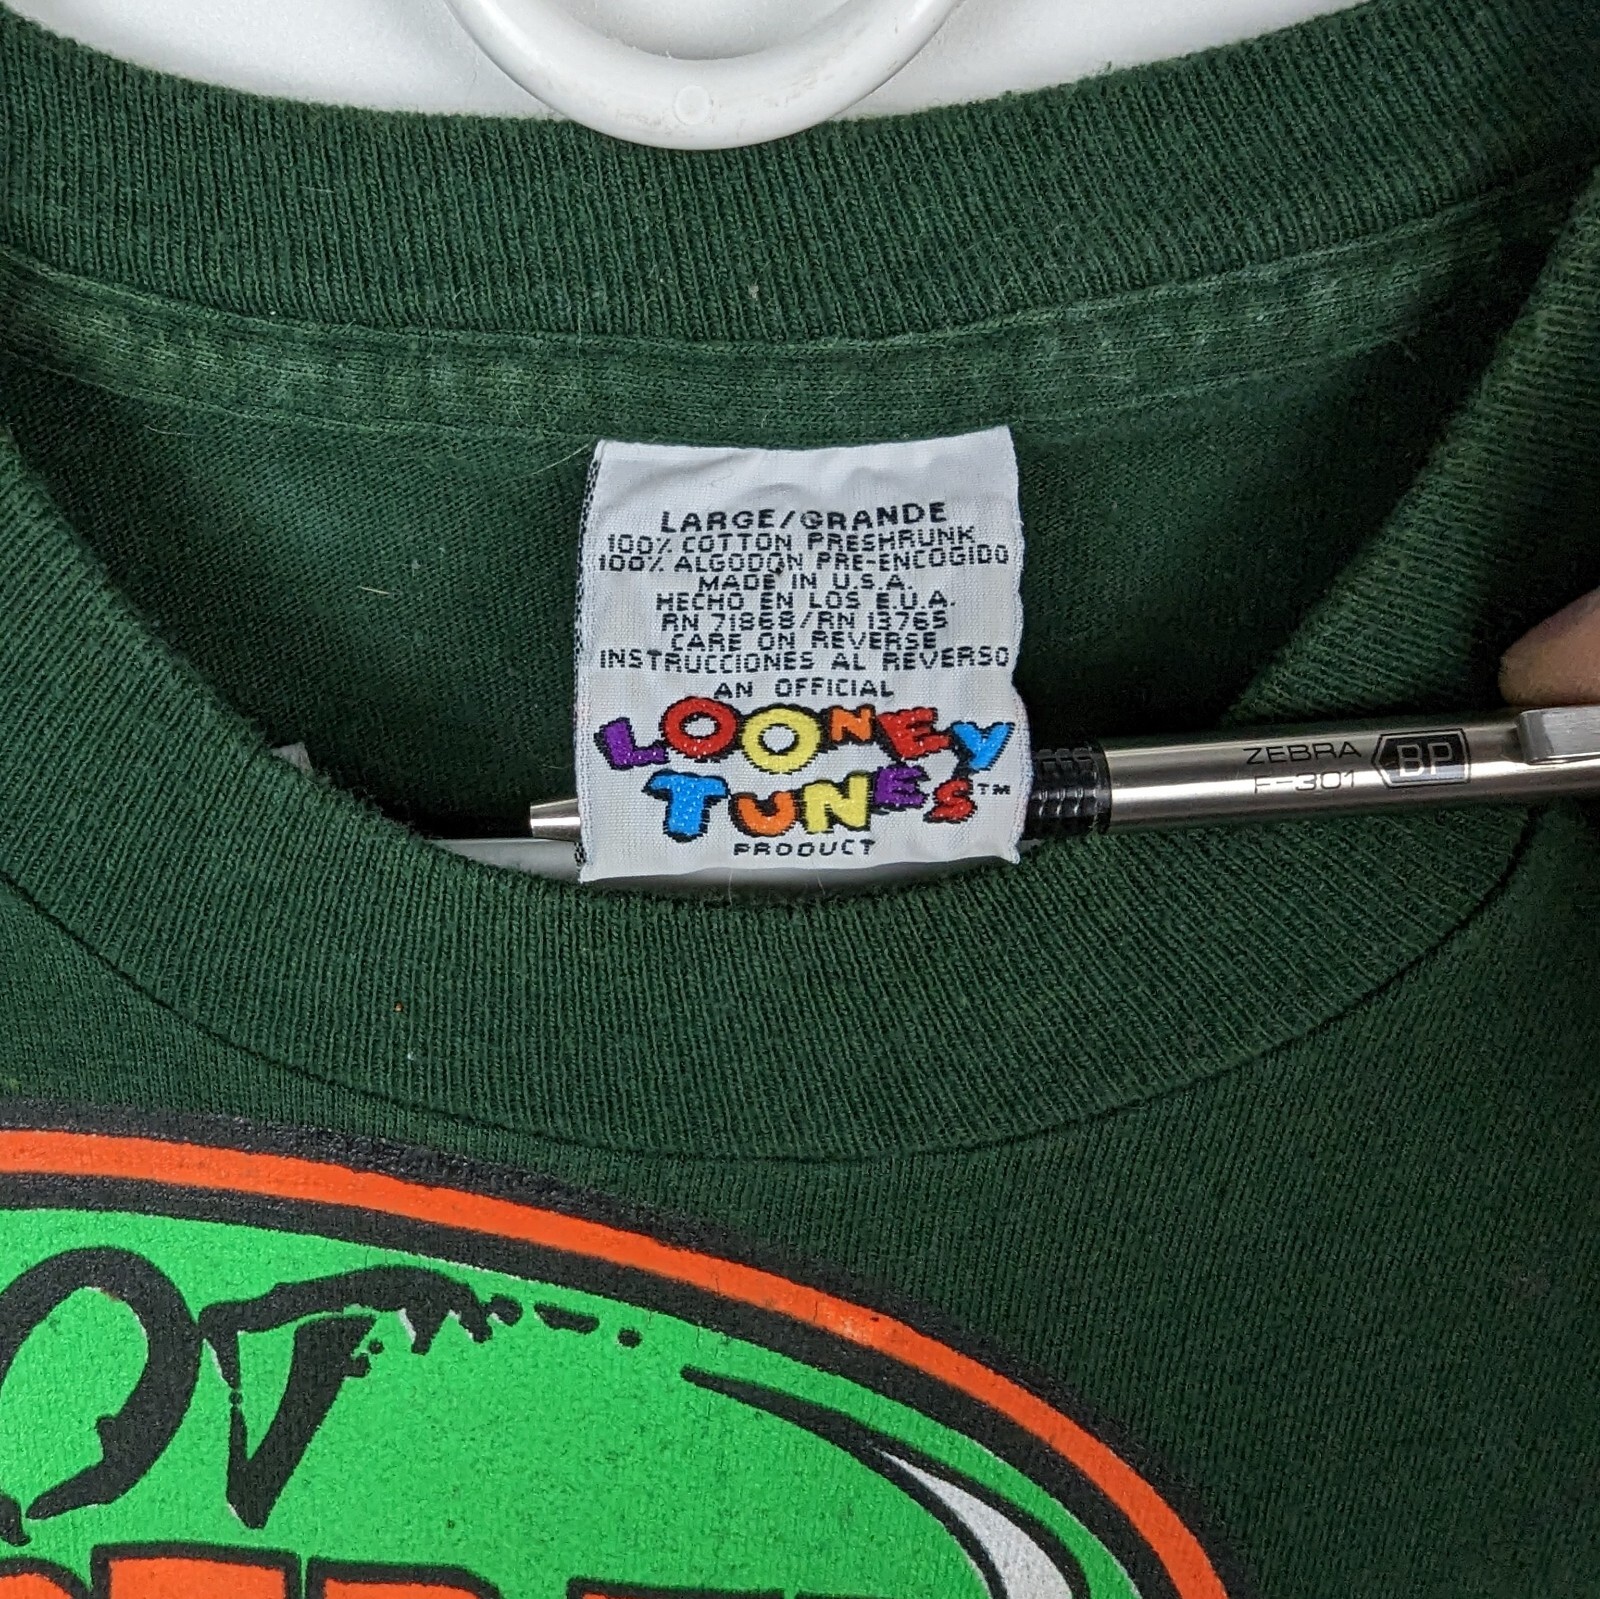 LARGE/GRANDE
100% COTTON PRESHRUNK
100% ALGODON PRE-ENCOGIDO
MADE IN U.S.A.
HECHO EN LOS E.U.A.
RN 71868/RN 13765
CARE ON REVERSE
INSTRUCCIONES AL REVERSO
AN OFFICIAL
LOONEY
TUNES™
PRODUCT
ZEBRA BP
F-301